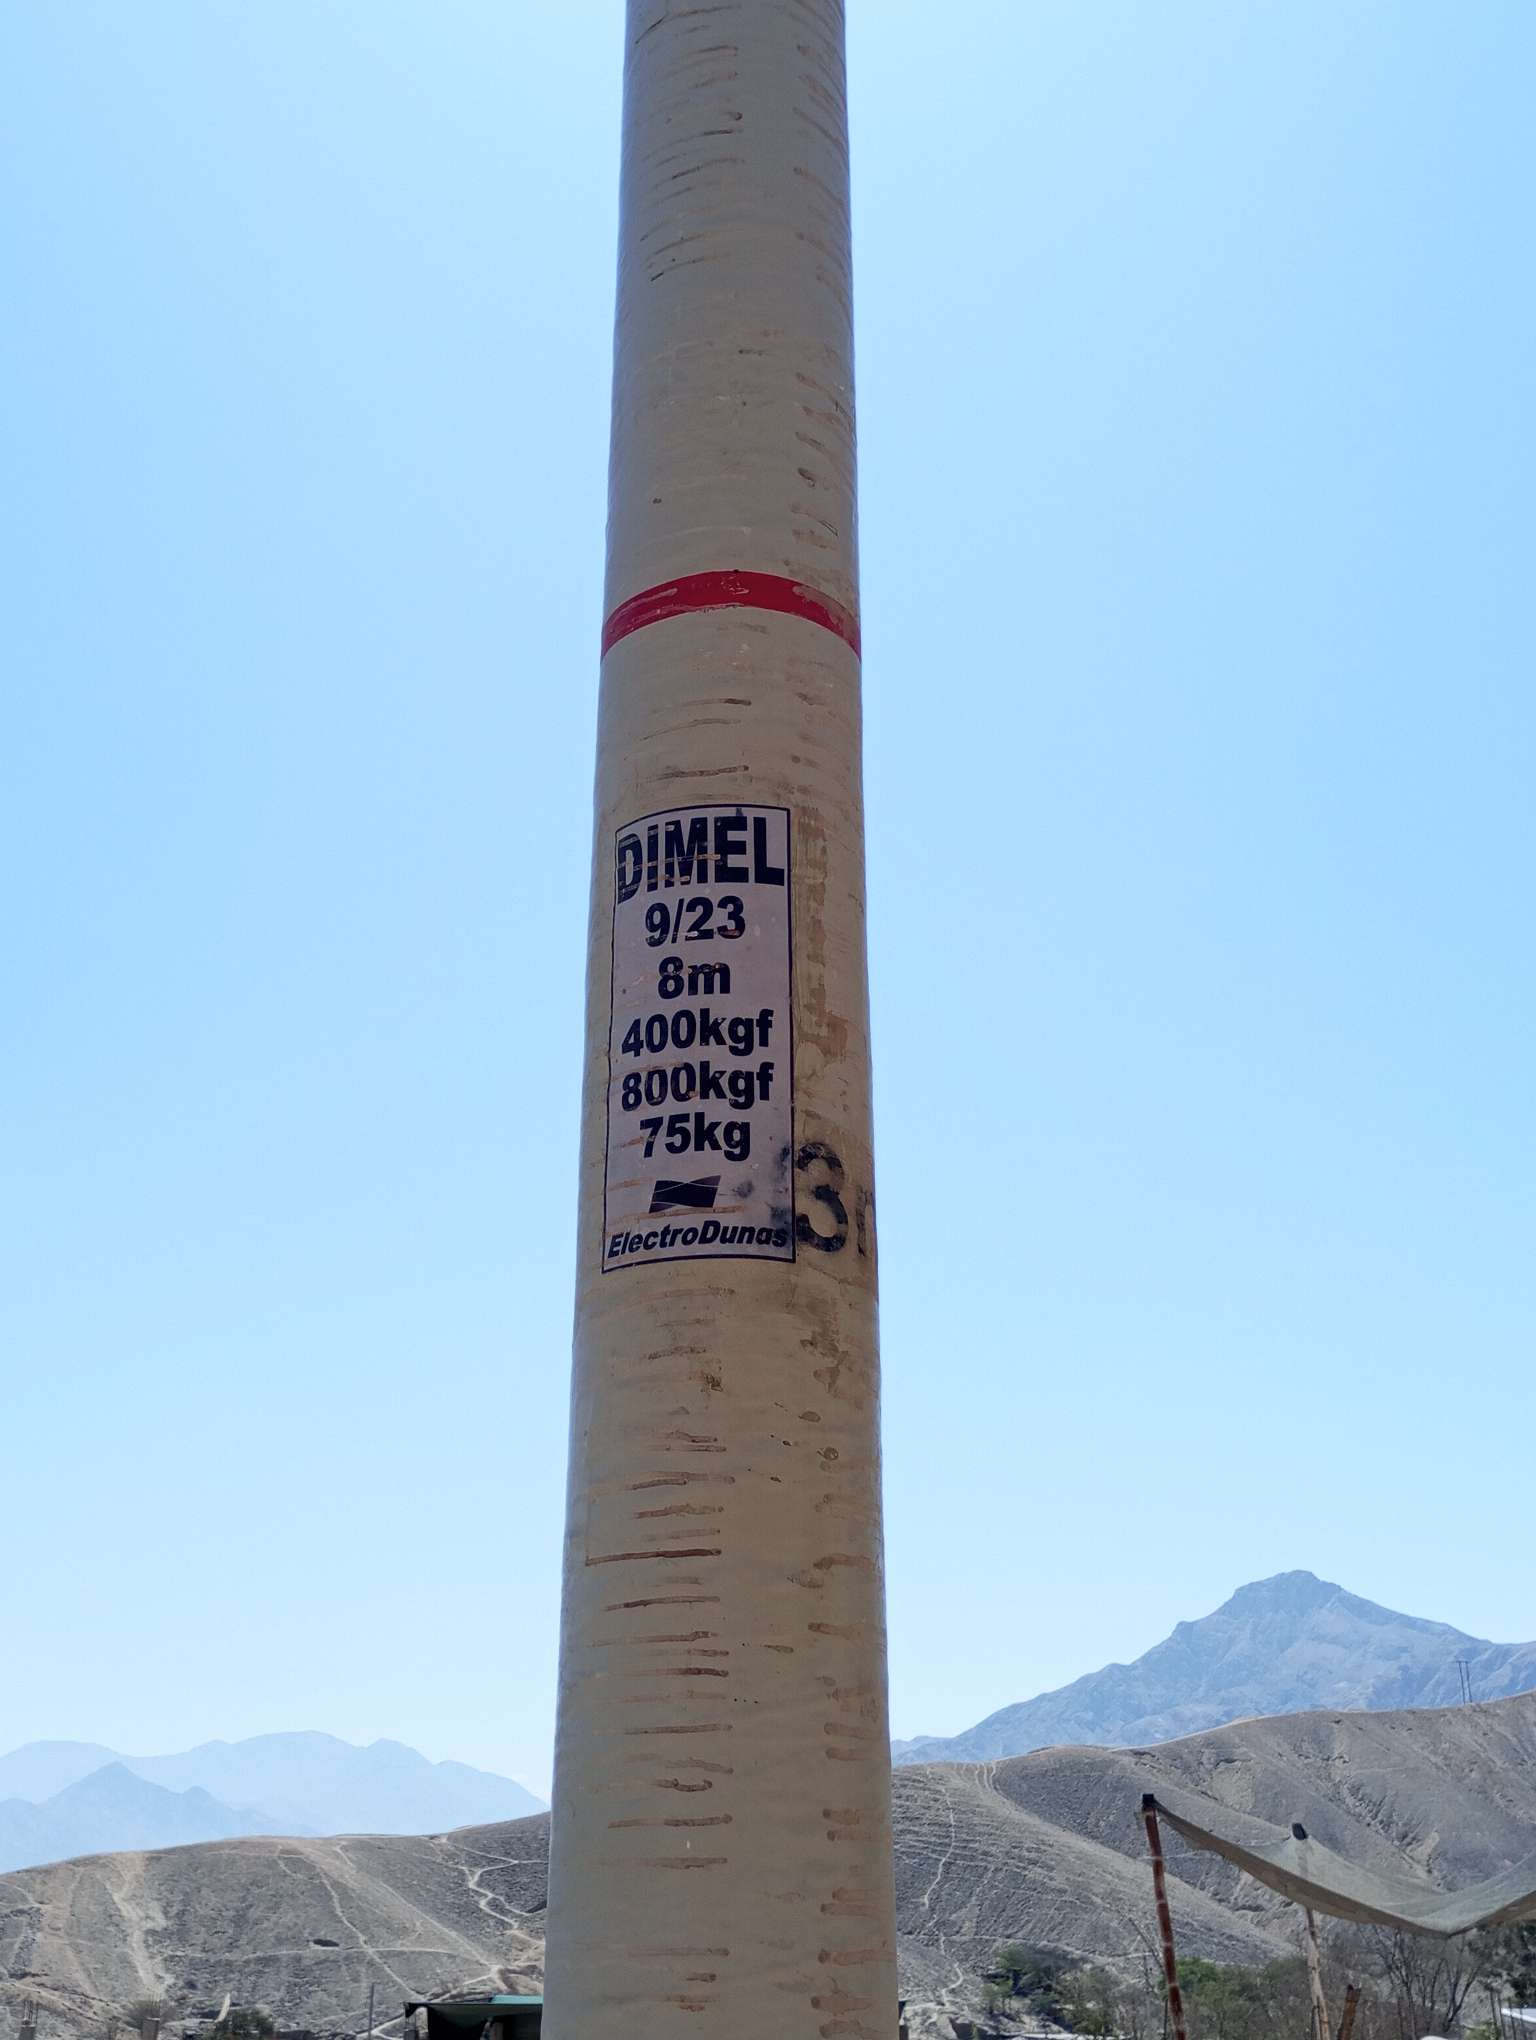 DIMEL
9/23
8m
400kgf
800kgf
75kg
ElectroDunas
3